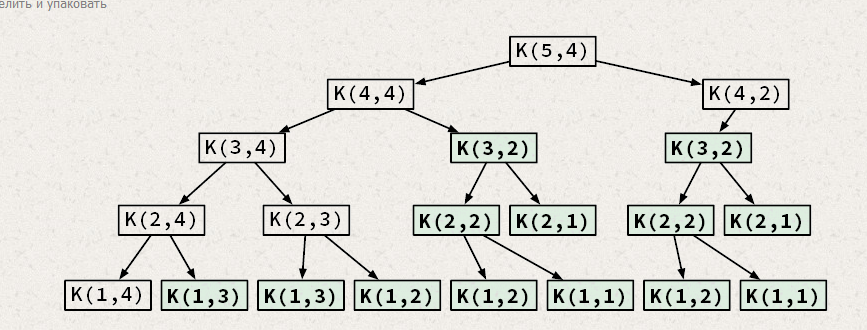 елить и упаковать
K(5,4)
K(4,4) K(4,2)
K(3,4) K(3,2) K(3,2)
K(2,4) K(2,3) K(2,2) K(2,1) K(2,2) K(2,1)
K(1,4) K(1,3) K(1,3) K(1,2) K(1,2) K(1,1) K(1,2) K(1,1)